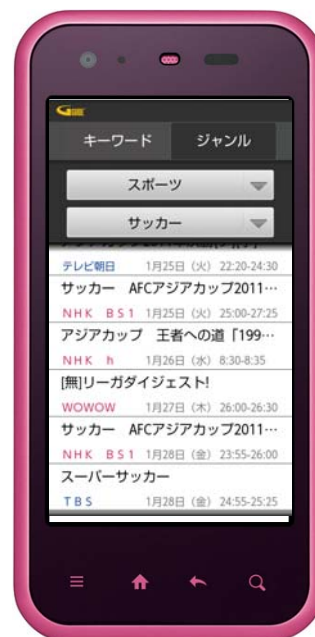 G
キーワード ジャンル
スポーツ
サッカー
テレビ朝日 1月25日（火） 22:20-24:30
サッカー AFCアジアカップ2011…
NHK BS1 1月25日（火） 25:00-27:25
アジアカップ 王者への道「199…
NHK h 1月26日（水） 8:30-8:35
[無]リーガダイジェスト!
WOWOW 1月27日（木） 26:00-26:30
サッカー AFCアジアカップ2011…
NHK BS1 1月28日（金） 23:55-26:00
スーパーサッカー
TBS 1月28日（金） 24:55-25:25